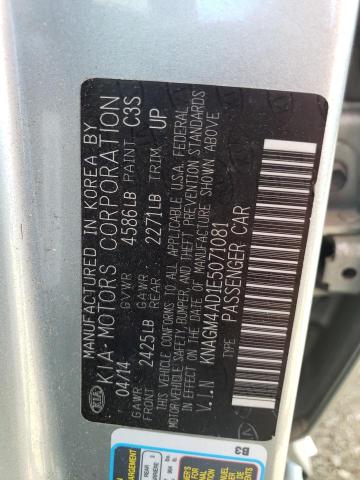 MANUFACTURED IN KOREA BY
KIA-MOTORS CORPORATION
04/14 GVWR 4586LB PAINT C3S
GAWR FRONT 2425LB GAWR REAR 2271LB TRIM UP
THIS VEHICLE CONFORMS TO ALL APPLICABLE U.S.A. FEDERAL
MOTOR VEHICLE SAFETY, BUMPER, AND THEFT PREVENTION STANDARDS
IN EFFECT ON THE DATE OF MANUFACTURE SHOWN ABOVE
V.I.N KNAGM4AD1E5071081
TYPE: PASSENGER CAR
KIA